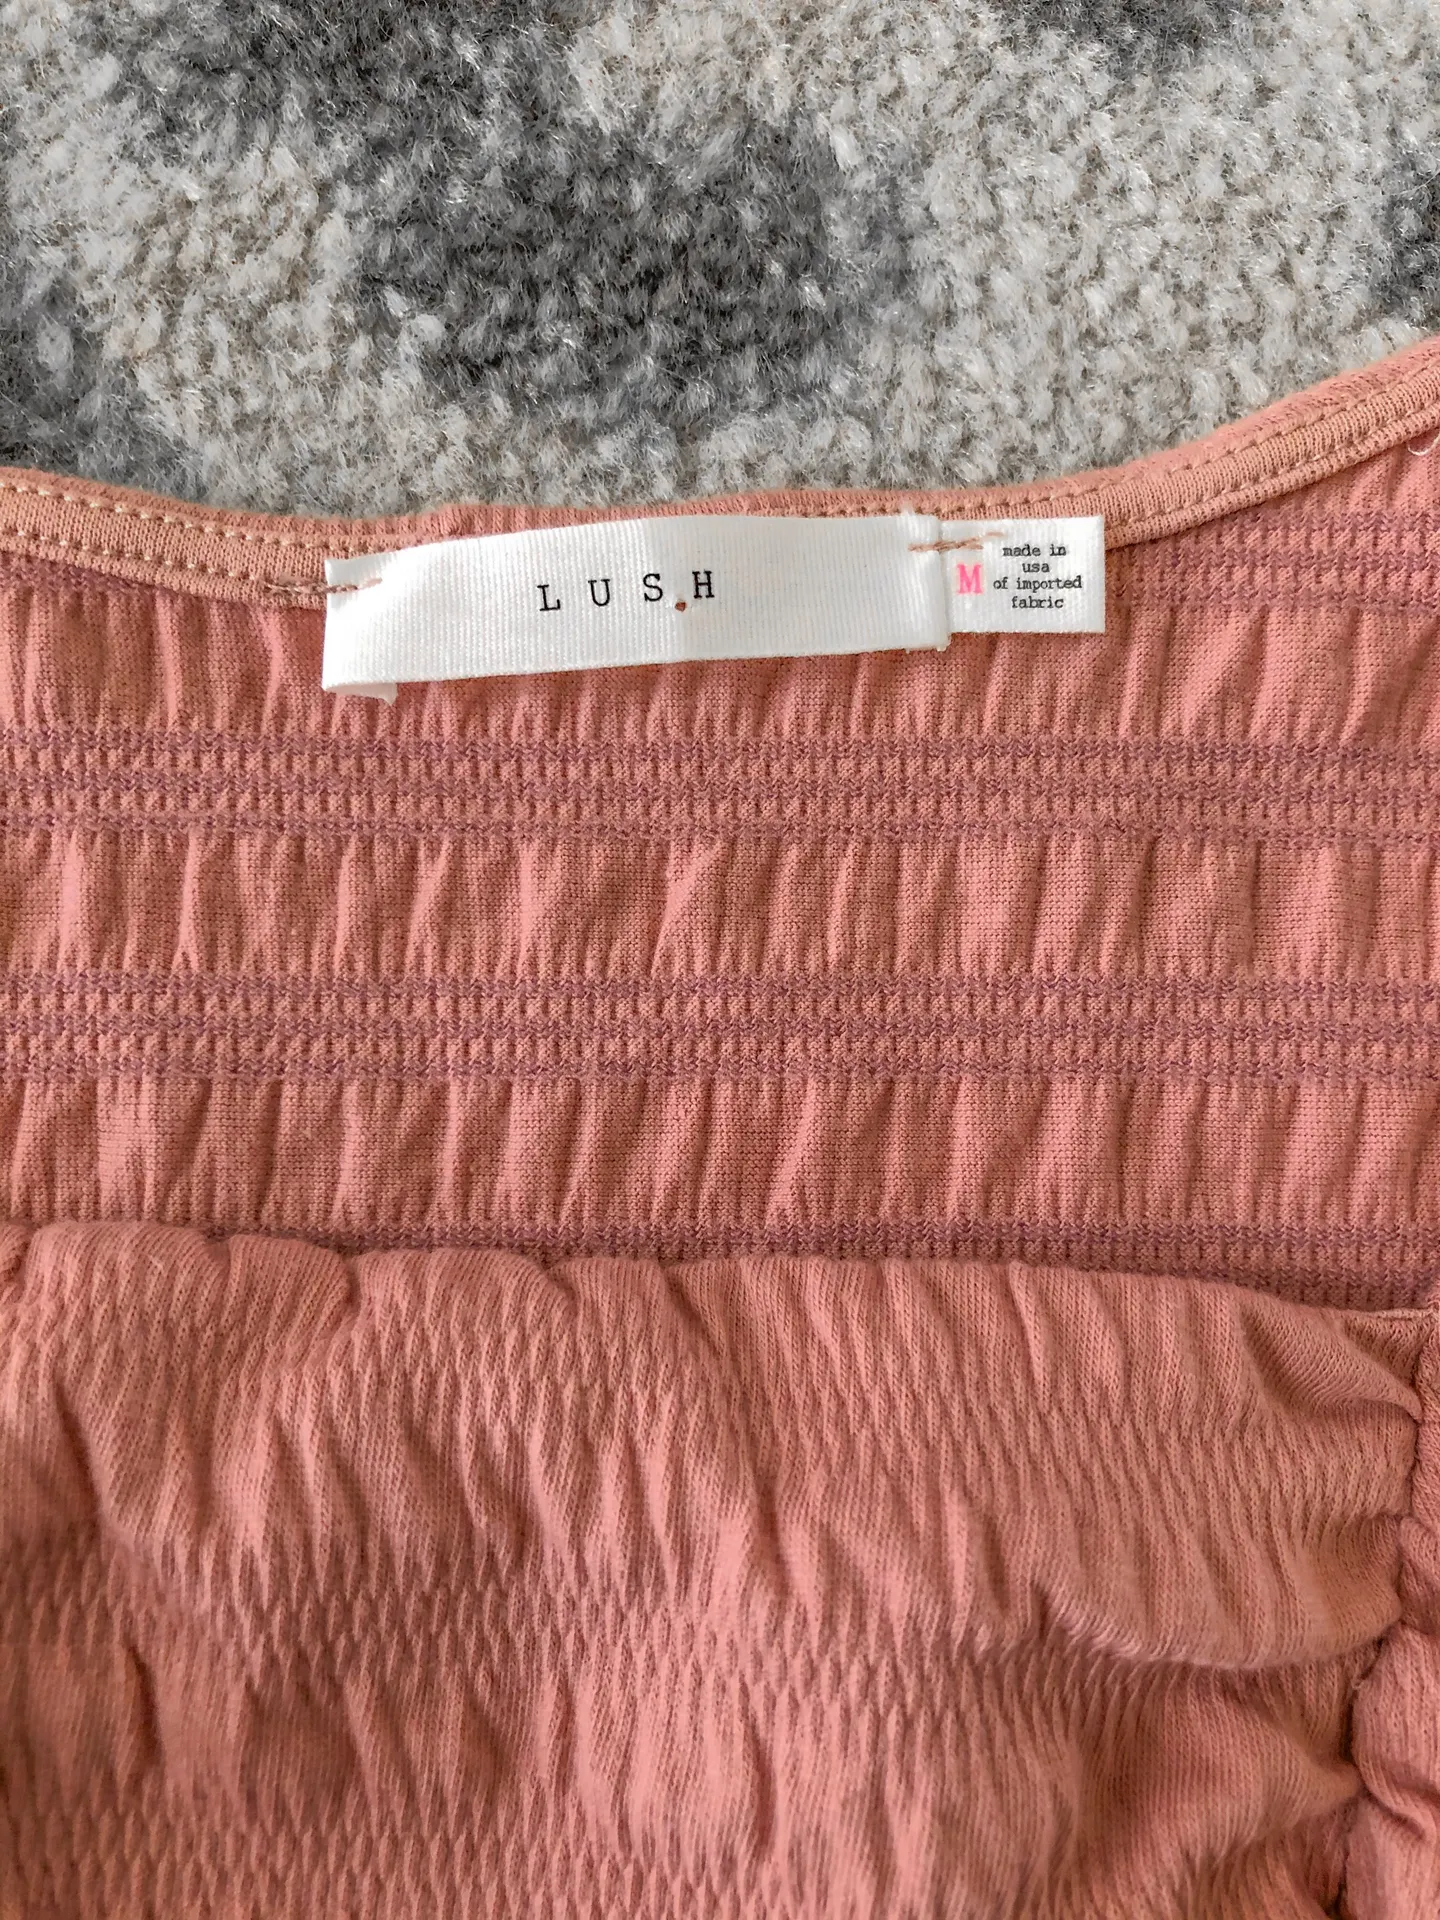 LUSH
M
made in
usa
of imported
fabric